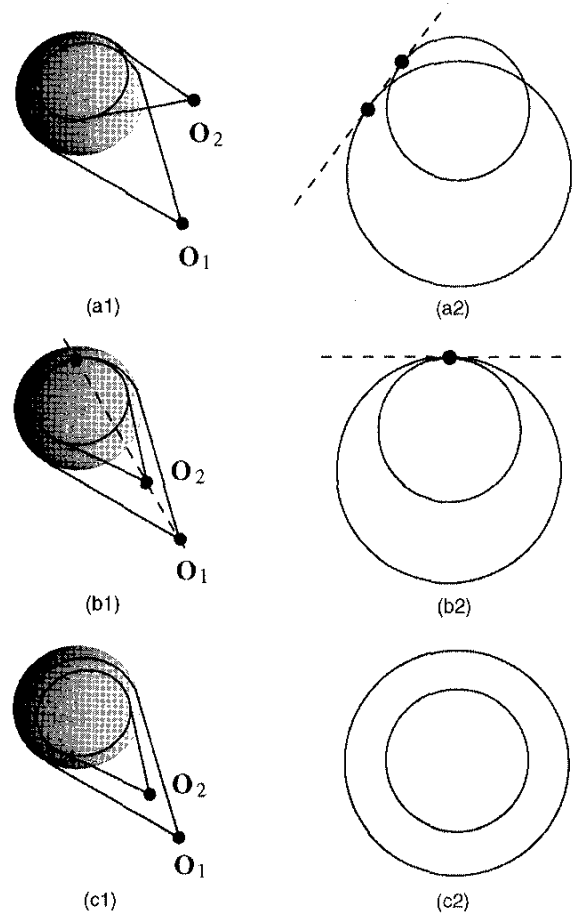 O2
O1
(a1)
(a2)
O2
O1
(b1)
(b2)
O2
O1
(c1)
(c2)